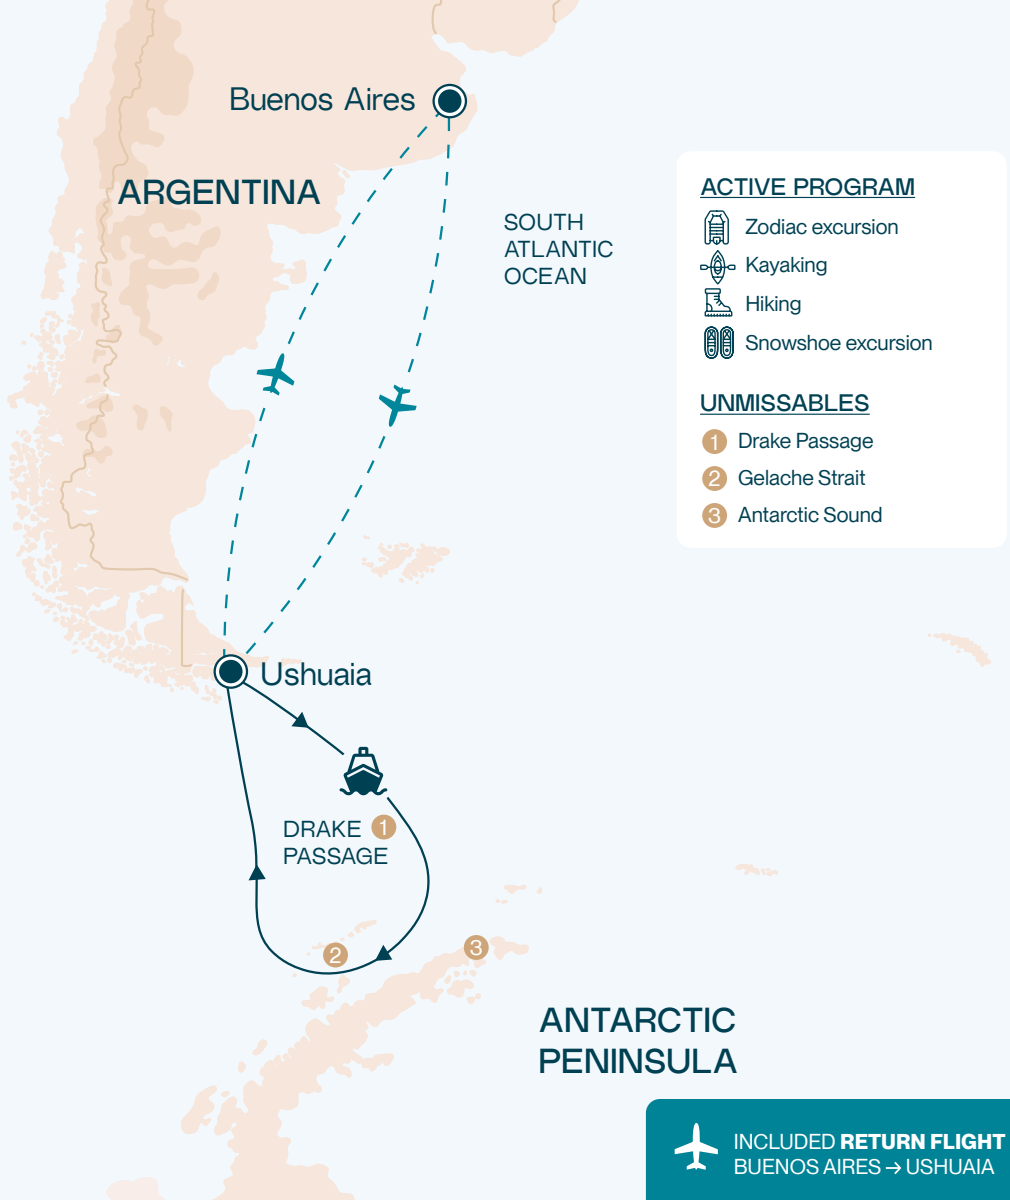 Buenos Aires
ARGENTINA
SOUTH
ATLANTIC
OCEAN
ACTIVE PROGRAM
Zodiac excursion
Kayaking
Hiking
Snowshoe excursion
UNMISSABLES
1 Drake Passage
2 Gelache Strait
3 Antarctic Sound
Ushuaia
DRAKE 1
PASSAGE
2
3
ANTARCTIC
PENINSULA
INCLUDED RETURN FLIGHT
BUENOS AIRES → USHUAIA